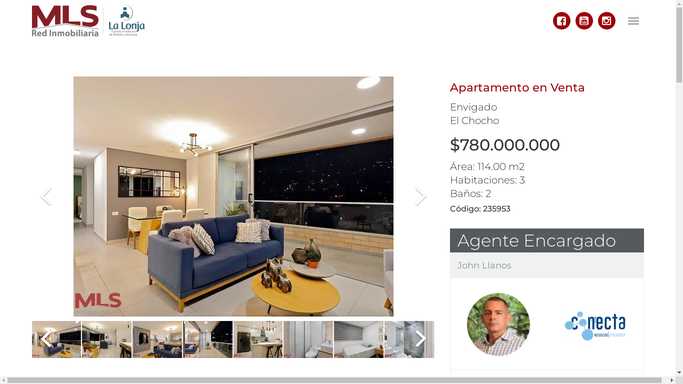 MLS
Red Inmobiliaria
La Lonja
Apartamento en Venta
Envigado
El Chocho
$780.000.000
Área: 114.00 m2
Habitaciones: 3
Baños: 2
Código: 235953
Agente Encargado
John Llanos
MLS
conecta